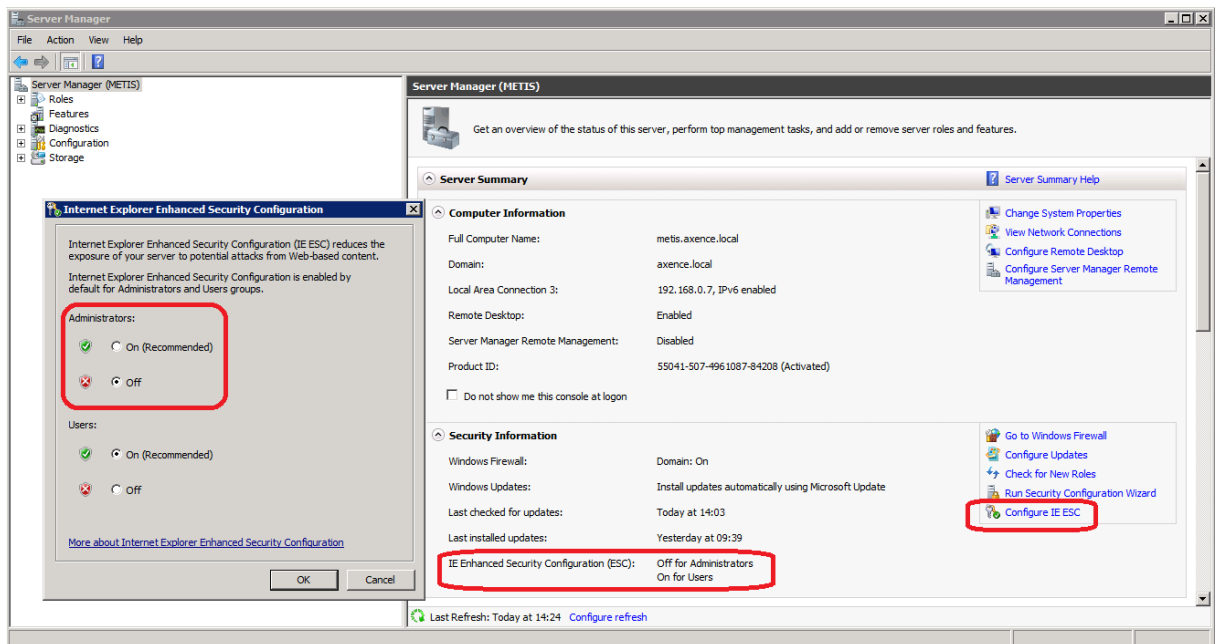 Server Manager
File Action View Help
Server Manager (METIS)
Roles
Features
Diagnostics
Configuration
Storage
Server Manager (METIS)
Get an overview of the status of this server, perform top management tasks, and add or remove server roles and features.
Server Summary
Server Summary Help
Computer Information
Full Computer Name: metis.axence.local
Domain: axence.local
Local Area Connection 3: 192.168.0.7, IPv6 enabled
Remote Desktop: Enabled
Server Manager Remote Management: Disabled
Product ID: 55041-507-4961087-84208 (Activated)
Do not show me this console at logon
Change System Properties
View Network Connections
Configure Remote Desktop
Configure Server Manager Remote
Management
Security Information
Windows Firewall: Domain: On
Windows Updates: Install updates automatically using Microsoft Update
Last checked for updates: Today at 14:03
Last installed updates: Yesterday at 09:39
IE Enhanced Security Configuration (ESC): Off for Administrators
On for Users
Go to Windows Firewall
Configure Updates
Check for New Roles
Run Security Configuration Wizard
Configure IE ESC
Last Refresh: Today at 14:24 Configure refresh
Internet Explorer Enhanced Security Configuration
Internet Explorer Enhanced Security Configuration (IE ESC) reduces the
exposure of your server to potential attacks from Web-based content.
Internet Explorer Enhanced Security Configuration is enabled by
default for Administrators and Users groups.
Administrators:
On (Recommended)
Off
Users:
On (Recommended)
Off
More about Internet Explorer Enhanced Security Configuration
OK Cancel